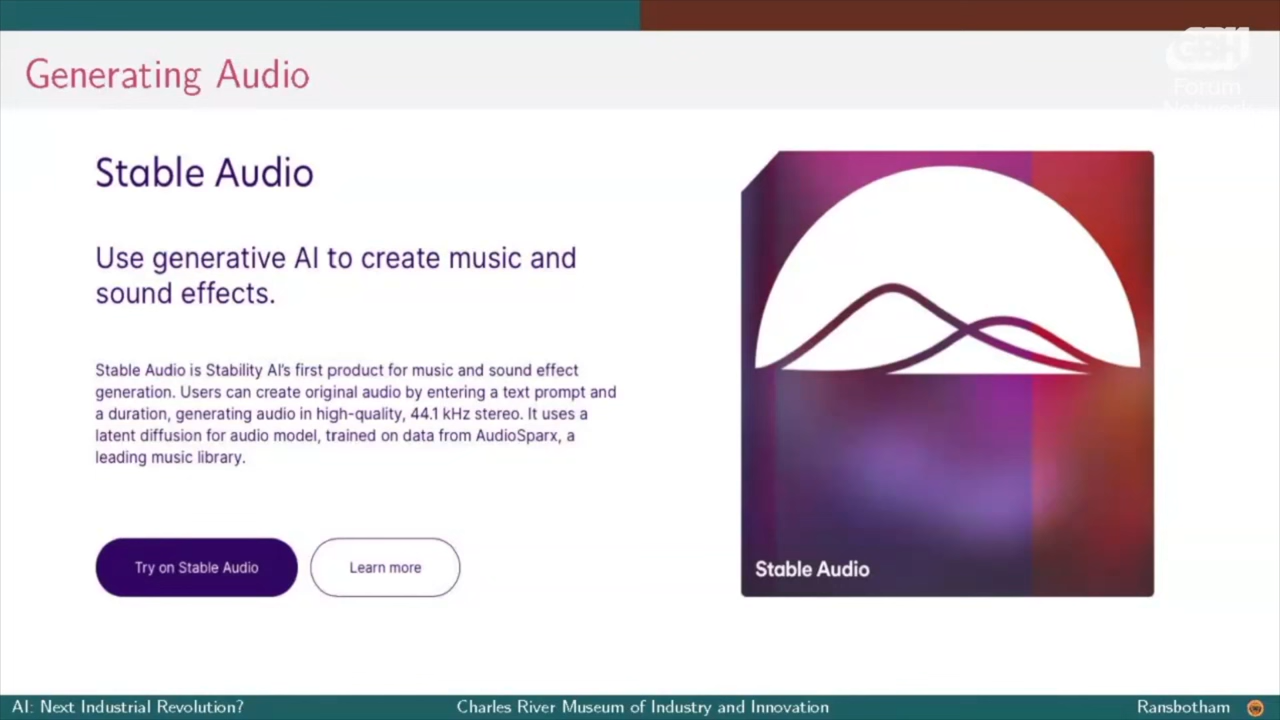 Generating Audio
GBH
Forum
Network
Stable Audio
Use generative AI to create music and
sound effects.
Stable Audio is Stability AI's first product for music and sound effect
generation. Users can create original audio by entering a text prompt and
a duration, generating audio in high-quality, 44.1 kHz stereo. It uses a
latent diffusion for audio model, trained on data from AudioSparx, a
leading music library.
Try on Stable Audio
Learn more
Stable Audio
AI: Next Industrial Revolution?
Charles River Museum of Industry and Innovation
Ransbotham